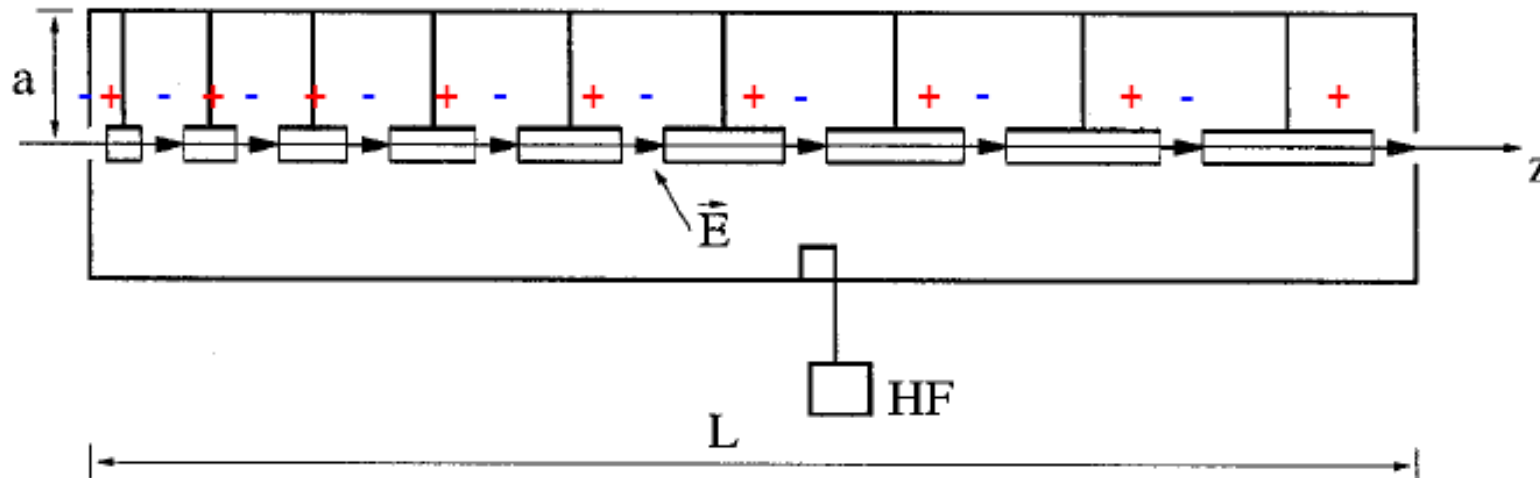 a
- + - + - + - + - + - + - + - + - +
z
E
HF
L